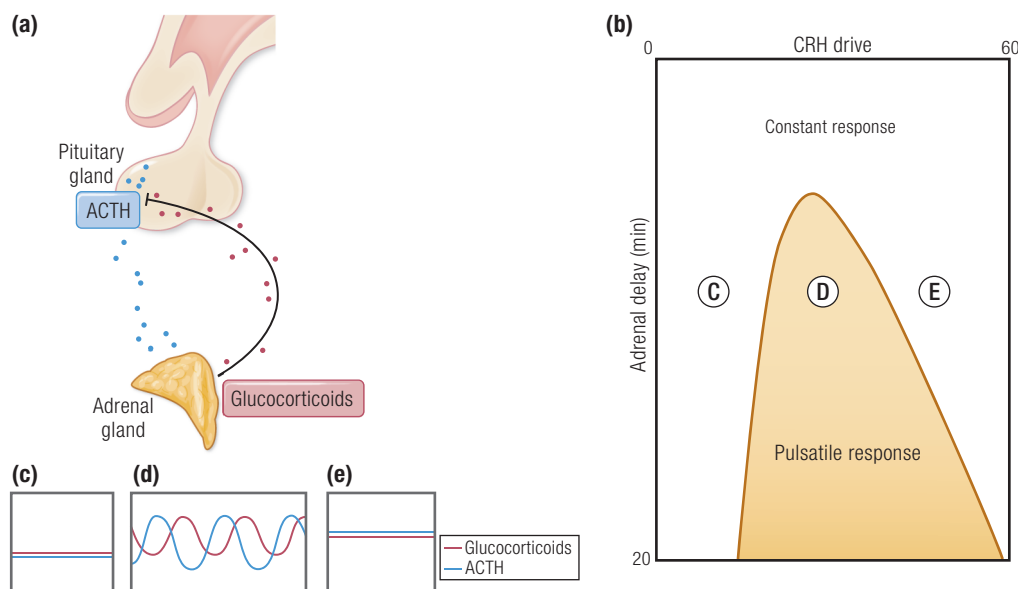 (a)
Pituitary
gland
ACTH
Adrenal
gland
Glucocorticoids
(b)
0
CRH drive
60
Adrenal delay (min)
Constant response
C
D
E
Pulsatile response
20
(c)
(d)
(e)
Glucocorticoids
ACTH